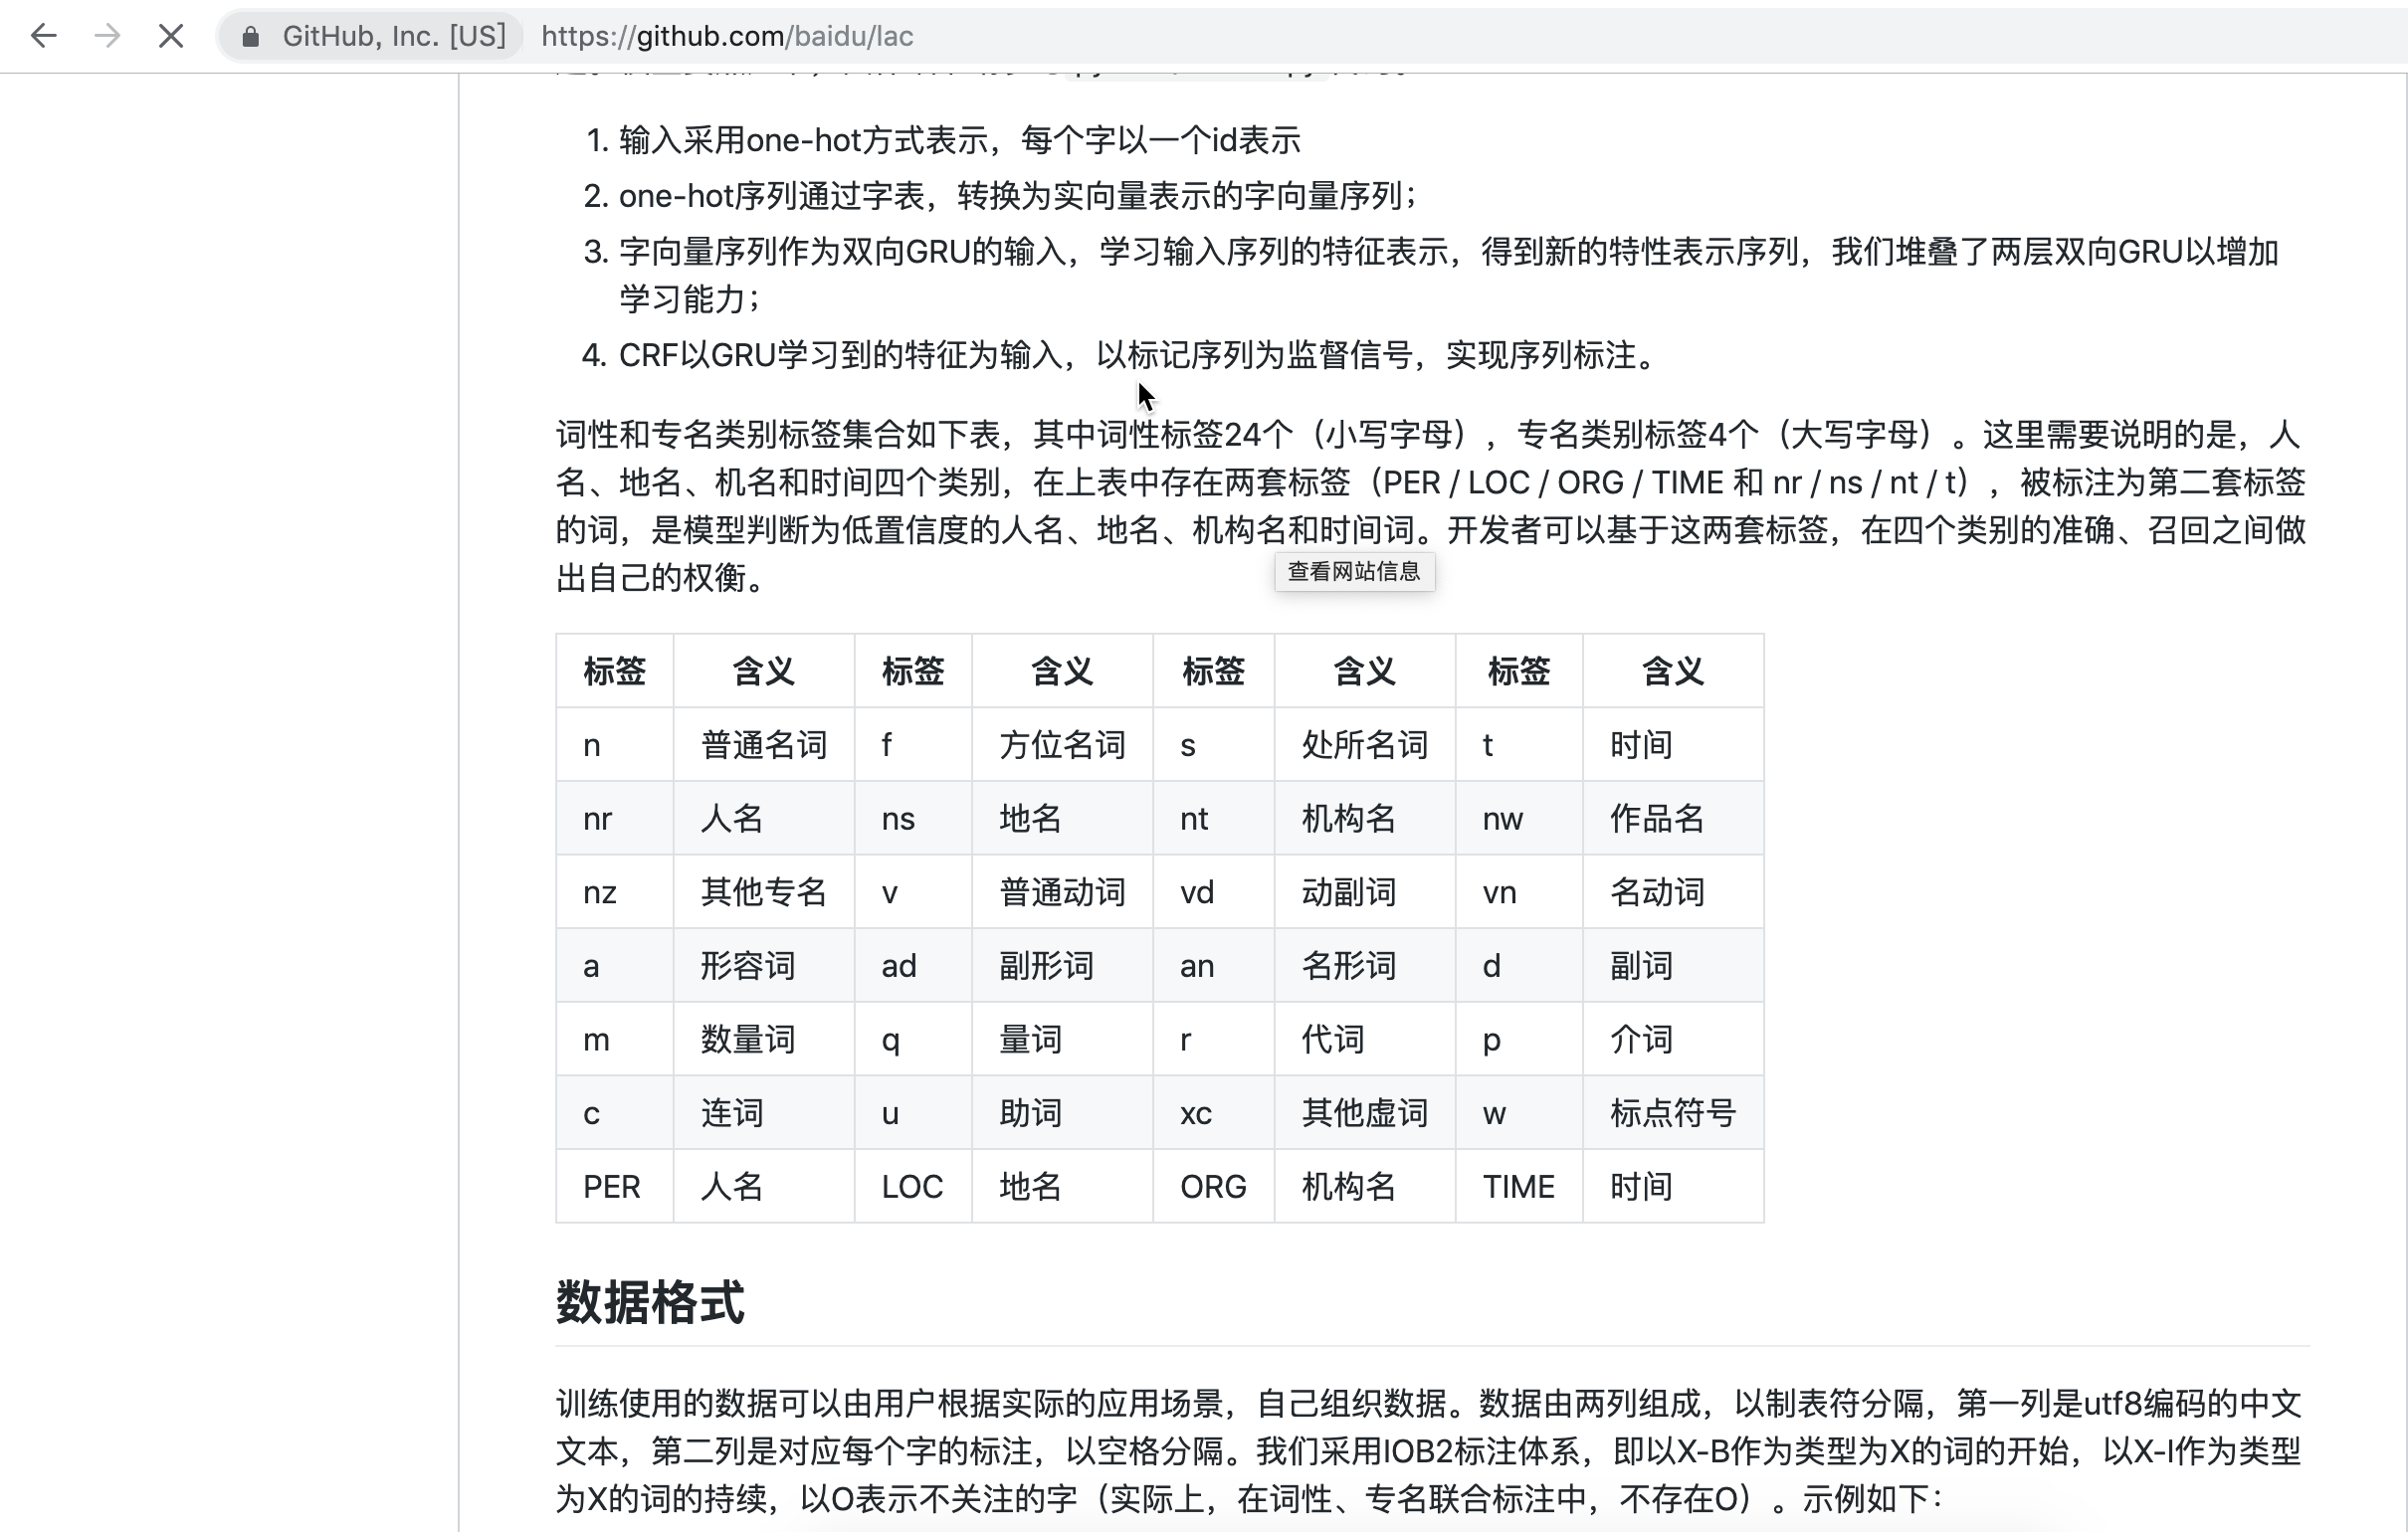 GitHub, Inc. [US] https://github.com/baidu/lac
1. 输入采用one-hot方式表示，每个字以一个id表示
2. one-hot序列通过字表，转换为实向量表示的字向量序列；
3. 字向量序列作为双向GRU的输入，学习输入序列的特征表示，得到新的特性表示序列，我们堆叠了两层双向GRU以增加
学习能力；
4. CRF以GRU学习到的特征为输入，以标记序列为监督信号，实现序列标注。
词性和专名类别标签集合如下表，其中词性标签24个（小写字母），专名类别标签4个（大写字母）。这里需要说明的是，人
名、地名、机名和时间四个类别，在上表中存在两套标签（PER / LOC / ORG / TIME 和 nr / ns / nt / t），被标注为第二套标签
的词，是模型判断为低置信度的人名、地名、机构名和时间词。开发者可以基于这两套标签，在四个类别的准确、召回之间做
出自己的权衡。
查看网站信息
标签 含义 标签 含义 标签 含义 标签 含义
n 普通名词 f 方位名词 s 处所名词 t 时间
nr 人名 ns 地名 nt 机构名 nw 作品名
nz 其他专名 v 普通动词 vd 动副词 vn 名动词
a 形容词 ad 副形词 an 名形词 d 副词
m 数量词 q 量词 r 代词 p 介词
c 连词 u 助词 xc 其他虚词 w 标点符号
PER 人名 LOC 地名 ORG 机构名 TIME 时间
数据格式
训练使用的数据可以由用户根据实际的应用场景，自己组织数据。数据由两列组成，以制表符分隔，第一列是utf8编码的中文
文本，第二列是对应每个字的标注，以空格分隔。我们采用IOB2标注体系，即以X-B作为类型为X的词的开始，以X-I作为类型
为X的词的持续，以O表示不关注的字（实际上，在词性、专名联合标注中，不存在O）。示例如下：